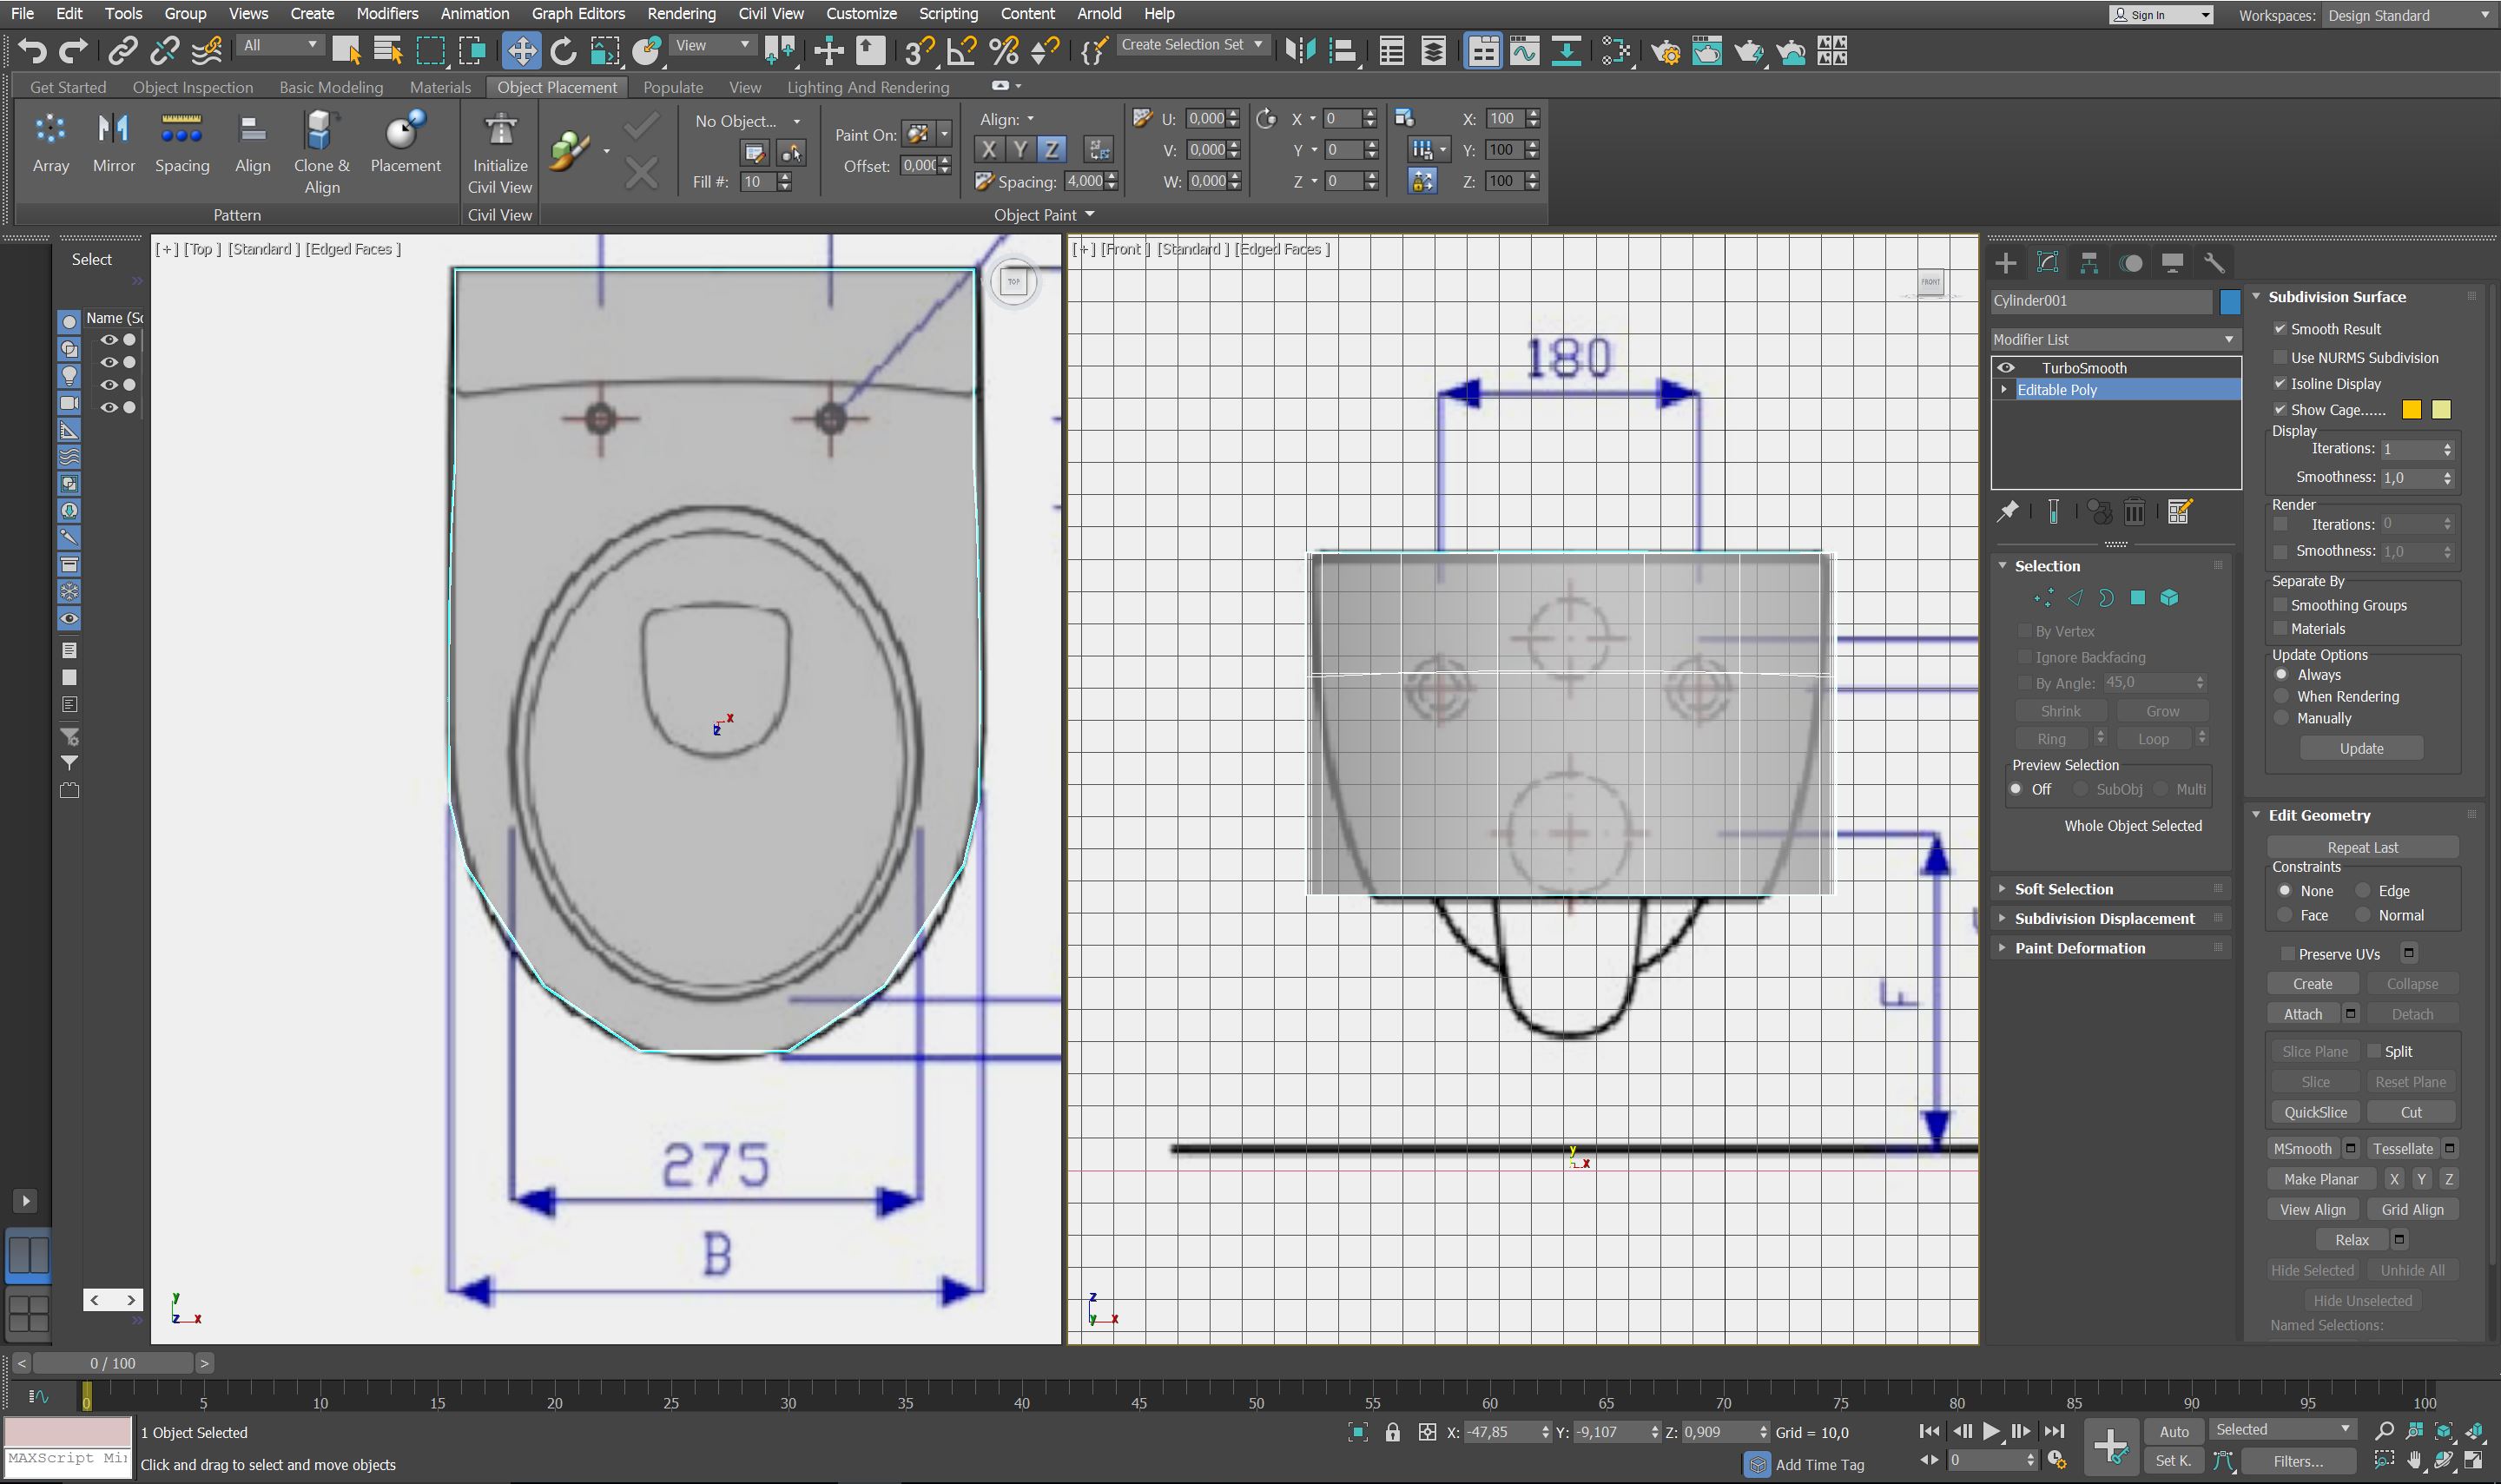 File Edit Tools Group Views Create Modifiers Animation Graph Editors Rendering Civil View Customize Scripting Content Arnold Help Sign In Workspaces: Design Standard
All View Create Selection Set
Get Started Object Inspection Basic Modeling Materials Object Placement Populate View Lighting And Rendering
Array Mirror Spacing Align Clone & Align Placement Initialize Civil View
No Object... Fill #: 10 Paint On: Offset: 0,000
Align: X Y Z Spacing: 4,000
U: 0,000 X 0 X: 100
V: 0,000 Y 0 Y: 100
W: 0,000 Z 0 Z: 100
Pattern Civil View Object Paint
Select
Name (Sc
[+] [Top ] [Standard ] [Edged Faces ]
TOP
x
z
275
B
y
z x
[+] [Front ] [Standard ] [Edged Faces ]
FRONT
180
F
y
x
z
y x
Cylinder001
Modifier List
TurboSmooth
Editable Poly
Selection
By Vertex
Ignore Backfacing
By Angle: 45,0
Shrink Grow
Ring Loop
Preview Selection
Off SubObj Multi
Whole Object Selected
Soft Selection
Subdivision Displacement
Paint Deformation
Subdivision Surface
Smooth Result
Use NURMS Subdivision
Isoline Display
Show Cage......
Display
Iterations: 1
Smoothness: 1,0
Render
Iterations: 0
Smoothness: 1,0
Separate By
Smoothing Groups
Materials
Update Options
Always
When Rendering
Manually
Update
Edit Geometry
Repeat Last
Constraints
None Edge
Face Normal
Preserve UVs
Create Collapse
Attach Detach
Slice Plane Split
Slice Reset Plane
QuickSlice Cut
MSmooth Tessellate
Make Planar X Y Z
View Align Grid Align
Relax
Hide Selected Unhide All
Hide Unselected
Named Selections:
< >
< 0 / 100 >
0 5 10 15 20 25 30 35 40 45 50 55 60 65 70 75 80 85 90 95 100
1 Object Selected X: -47,85 Y: -9,107 Z: 0,909 Grid = 10,0 Auto Selected
MAXScript Mi Click and drag to select and move objects Add Time Tag 0 Set K. Filters...